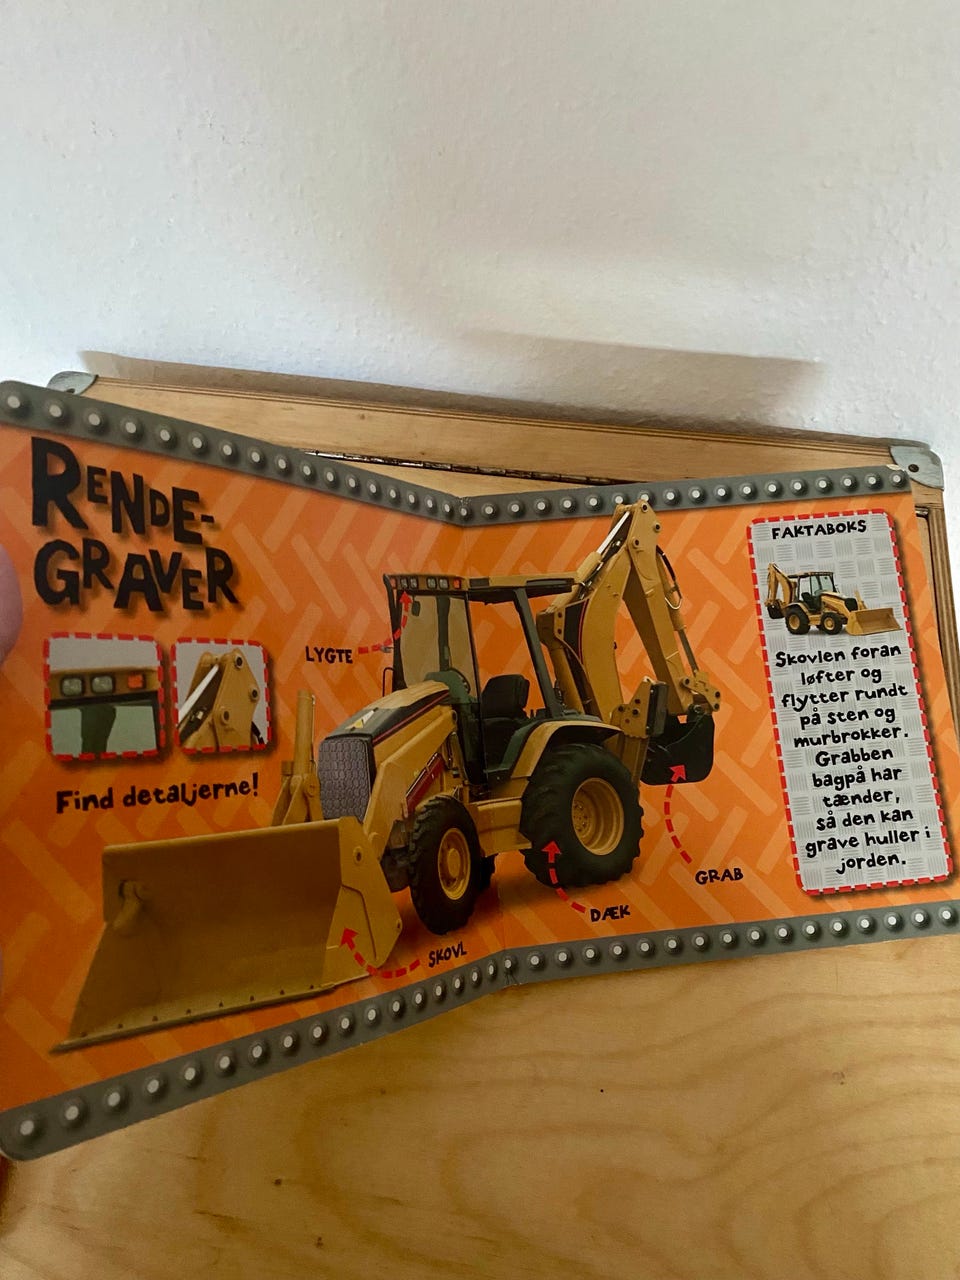 RENDE-
GRAVER
Find detaljerne!
LYGTE
SKOVL
DÆK
GRAB
FAKTABOKS
Skovlen foran
løfter og
flytter rundt
på sten og
murbrokker.
Grabben
bagpå har
tænder,
så den kan
grave huller i
jorden.